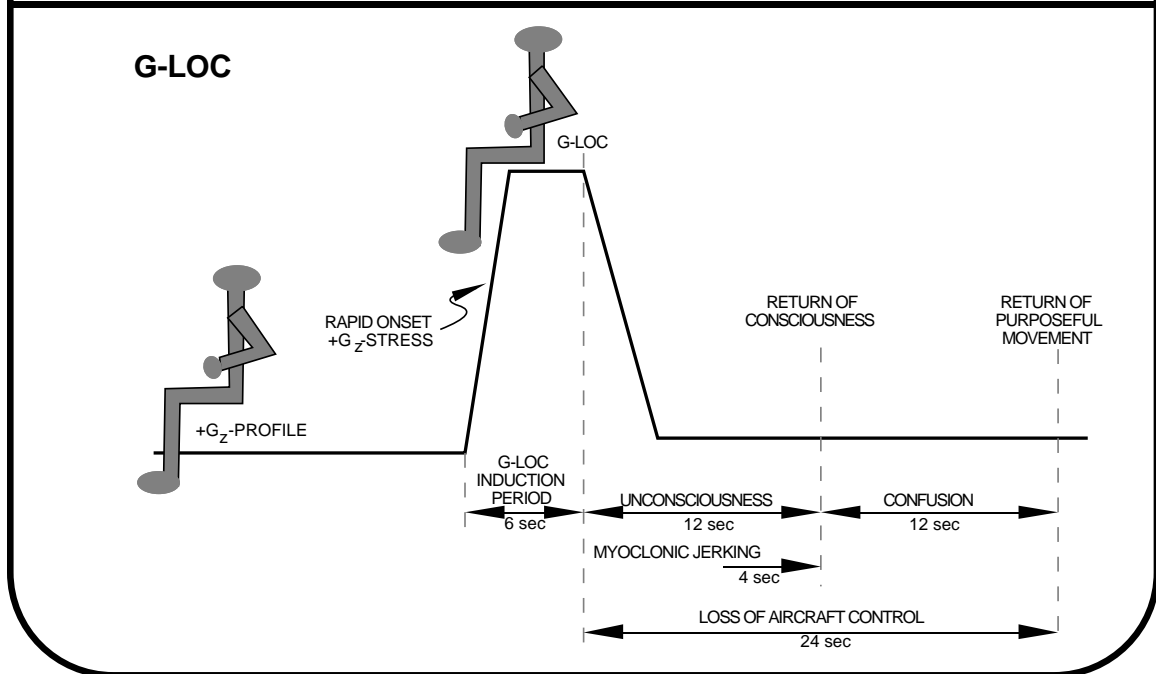 G-LOC
G-LOC
RAPID ONSET
+GZ-STRESS
RETURN OF
CONSCIOUSNESS
RETURN OF
PURPOSEFUL
MOVEMENT
+GZ-PROFILE
G-LOC
INDUCTION
PERIOD
6 sec
UNCONSCIOUSNESS
12 sec
CONFUSION
12 sec
MYOCLONIC JERKING
4 sec
LOSS OF AIRCRAFT CONTROL
24 sec